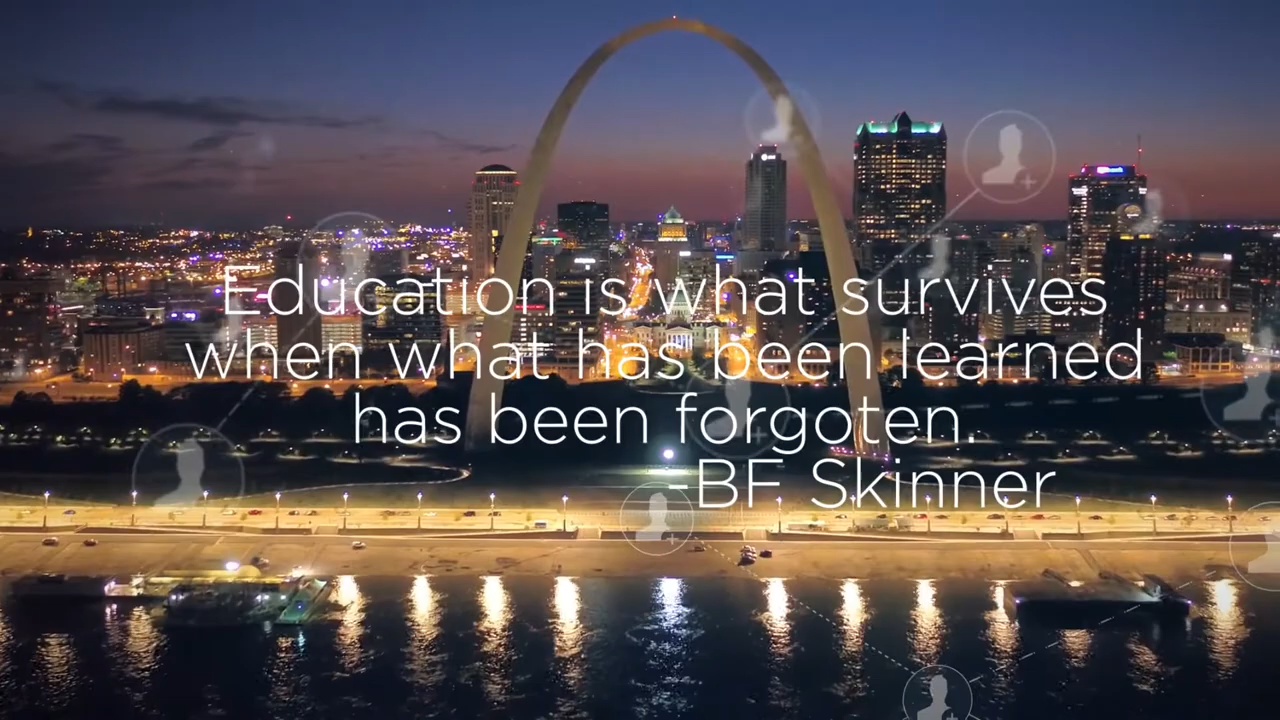 Education is what survives
when what has been learned
has been forgoten.
-BF Skinner